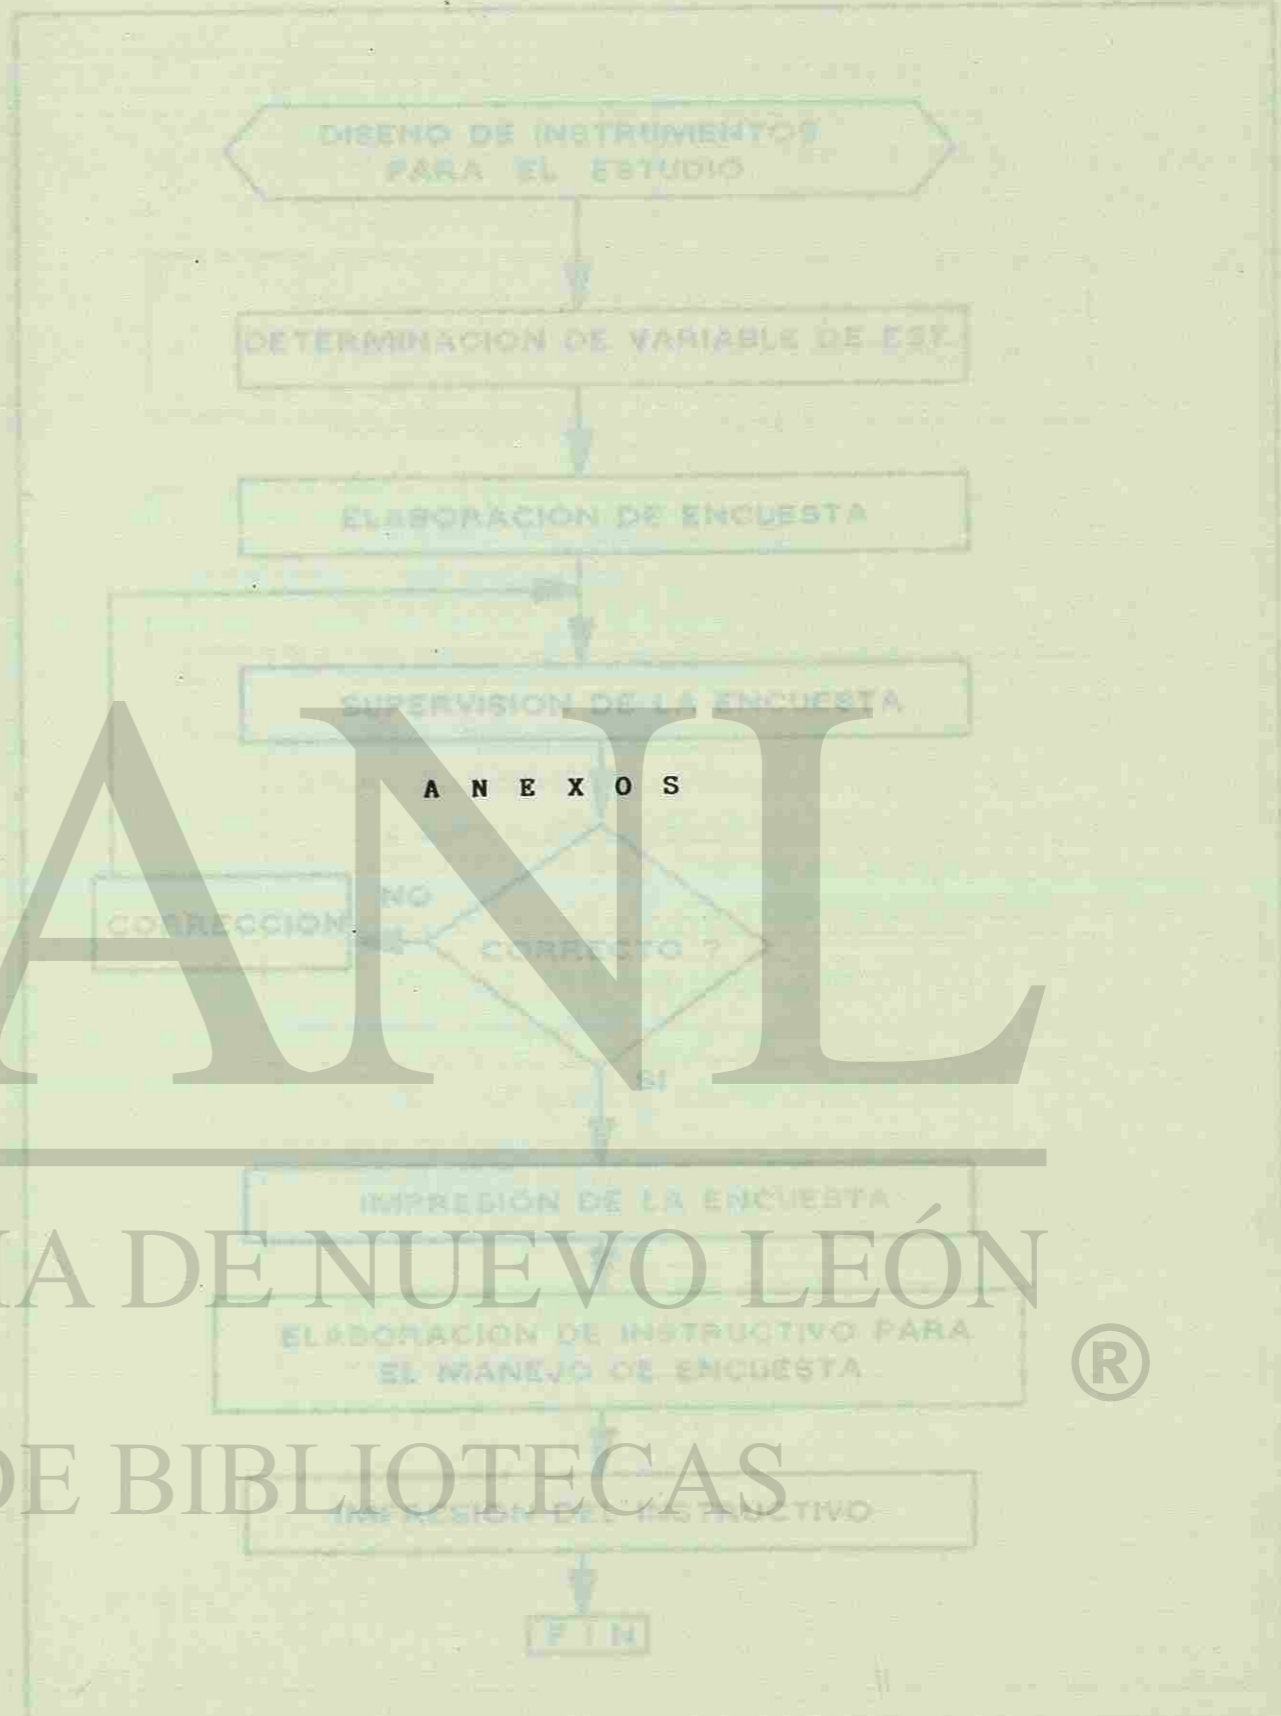 DISENO DE INSTRUMENTOS
PARA EL ESTUDIO
DETERMINACION DE VARIABLE DE EST.
ELABORACION DE ENCUESTA
SUPERVISION DE LA ENCUESTA
A N E X O S
NO
CORRECCION
CORRECTO ?
SI
ANL
IMPRESION DE LA ENCUESTA
A DE NUEVO LEÓN
ELABORACION DE INSTRUCTIVO PARA
EL MANEJO DE ENCUESTA
®
DE BIBLIOTECAS
IMPRESION DEL INSTRUCTIVO
FIN